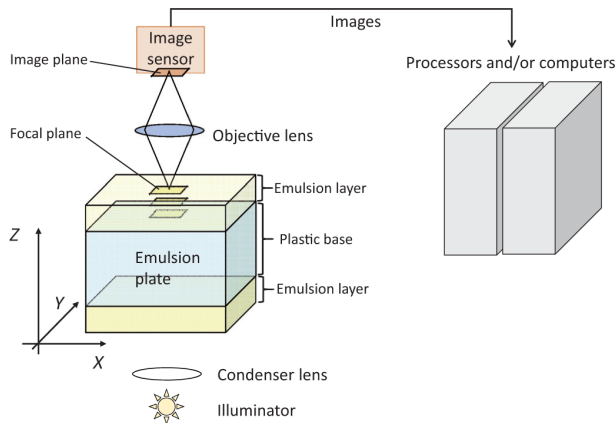 Images
Image
sensor
Image plane
Processors and/or computers
Focal plane
Objective lens
Emulsion layer
Z
Plastic base
Emulsion
plate
Y
Emulsion layer
X
Condenser lens
Illuminator